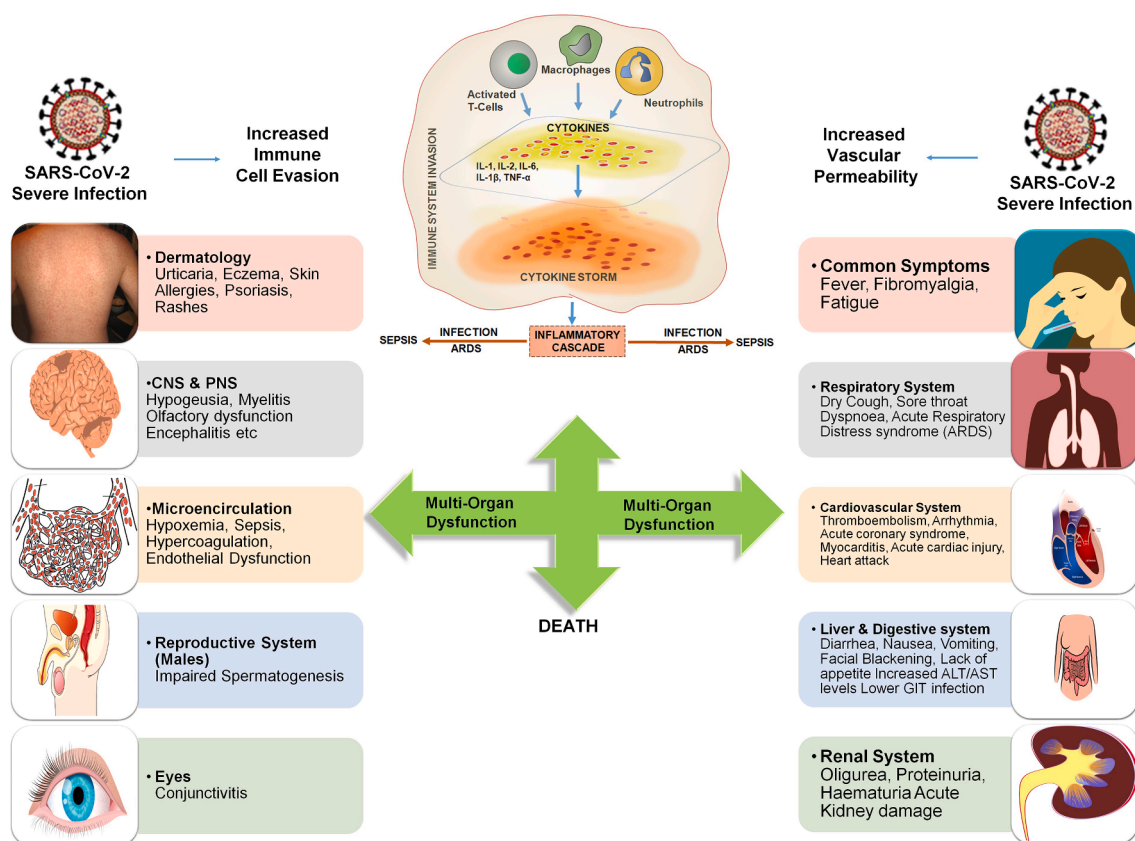 SARS-CoV-2
Severe Infection
Increased
Immune
Cell Evasion
IMMUNE SYSTEM INVASION
Activated
T-Cells
Macrophages
Neutrophils
CYTOKINES
IL-1, IL-2, IL-6,
IL-1β, TNF-α
CYTOKINE STORM
SEPSIS
INFECTION
ARDS
INFLAMMATORY
CASCADE
INFECTION
ARDS
SEPSIS
Increased
Vascular
Permeability
SARS-CoV-2
Severe Infection
• Dermatology
Urticaria, Eczema, Skin
Allergies, Psoriasis,
Rashes
•CNS & PNS
Hypogeusia, Myelitis
Olfactory dysfunction
Encephalitis etc
•Microencirculation
Hypoxemia, Sepsis,
Hypercoagulation,
Endothelial Dysfunction
• Reproductive System
(Males)
Impaired Spermatogenesis
• Eyes
Conjunctivitis
Multi-Organ
Dysfunction
Multi-Organ
Dysfunction
DEATH
• Common Symptoms
Fever, Fibromyalgia,
Fatigue
• Respiratory System
Dry Cough, Sore throat
Dyspnoea, Acute Respiratory
Distress syndrome (ARDS)
• Cardiovascular System
Thromboembolism, Arrhythmia,
Acute coronary syndrome,
Myocarditis, Acute cardiac injury,
Heart attack
• Liver & Digestive system
Diarrhea, Nausea, Vomiting,
Facial Blackening, Lack of
appetite Increased ALT/AST
levels Lower GIT infection
• Renal System
Oligurea, Proteinuria,
Haematuria Acute
Kidney damage